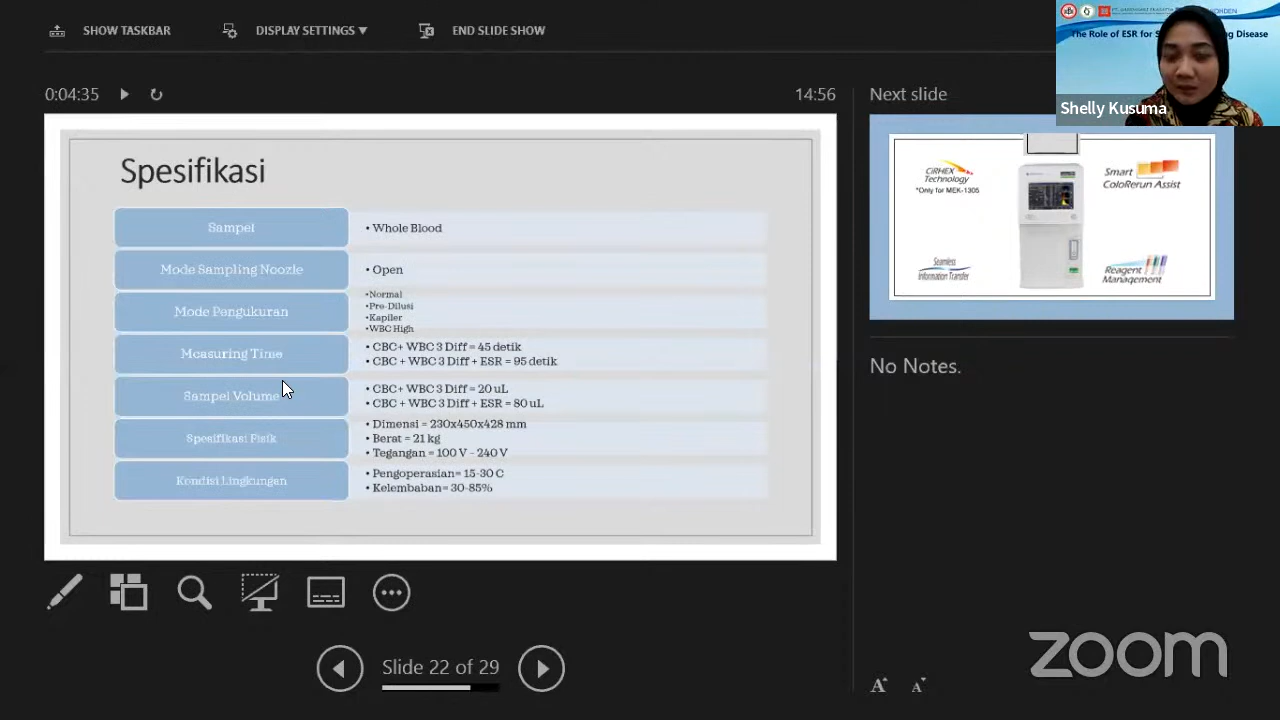 SHOW TASKBAR
DISPLAY SETTINGS ▼
END SLIDE SHOW
0:04:35
14:56
Next slide
The Role of ESR for S
Disease
Shelly Kusuma
Spesifikasi
Sampel
• Whole Blood
Mode Sampling Noozle
• Open
Mode Pengukuran
•Normal
•Pre-Dilusi
•Kapiler
•WBC High
Measuring Time
• CBC+ WBC 3 Diff = 45 detik
• CBC + WBC 3 Diff + ESR = 95 detik
Sampel Volume
• CBC+ WBC 3 Diff = 20 uL
• CBC + WBC 3 Diff + ESR = 80 uL
Spesifikasi Fisik
• Dimensi = 230x450x428 mm
• Berat = 21 kg
• Tegangan = 100 V - 240 V
Kondisi Lingkungan
• Pengoperasian= 15-30 C
• Kelembaban= 30-85%
CiRHEX
Technology
*Only for MEK-1305
Smart
ColoRerun Assist
Seamless
Information Transfer
Reagent
Management
No Notes.
Slide 22 of 29
A A
zoom